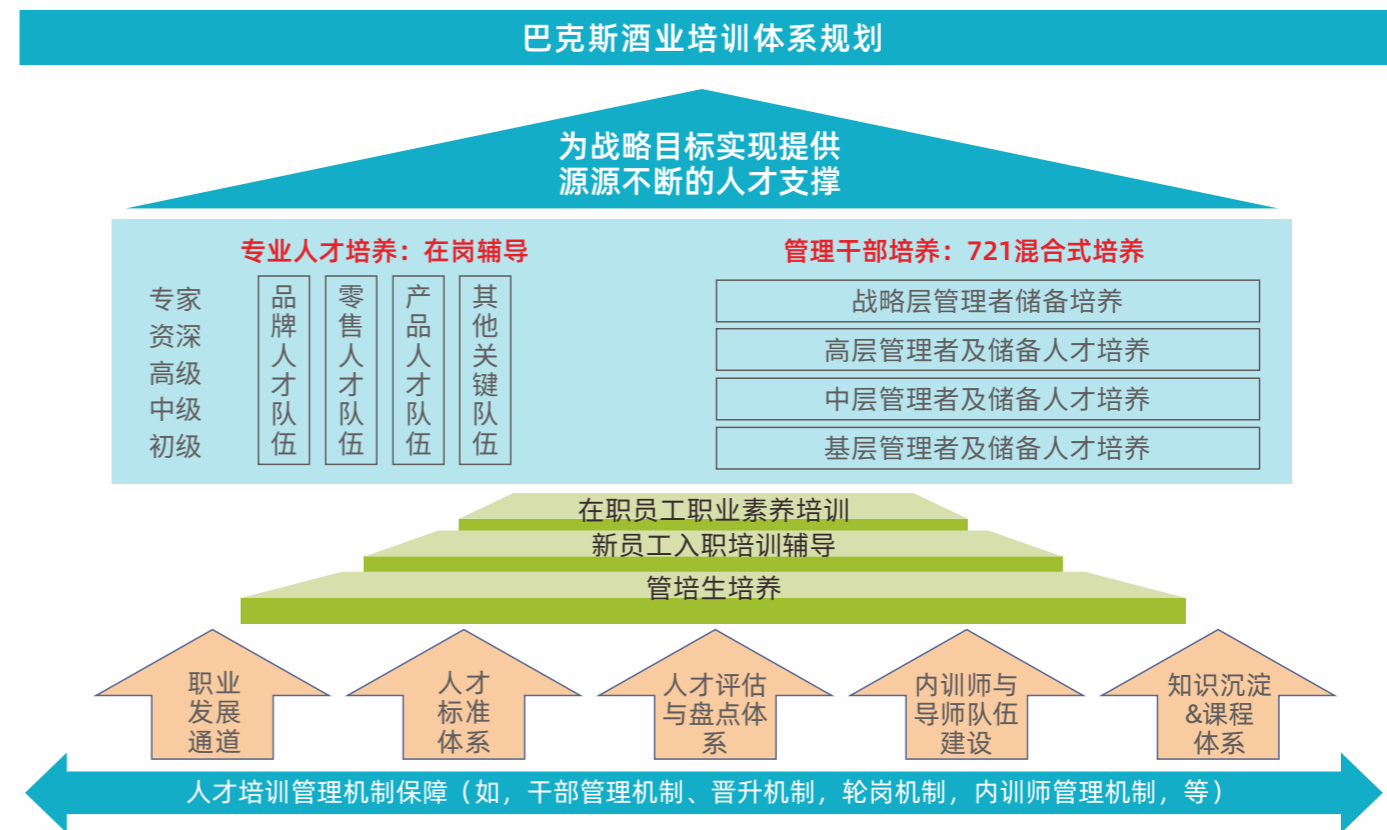 巴克斯酒业培训体系规划
为战略目标实现提供
源源不断的人才支撑
专业人才培养：在岗辅导
专家
资深
高级
中级
初级
品牌人才队伍
零售人才队伍
产品人才队伍
其他关键队伍
管理干部培养：721混合式培养
战略层管理者储备培养
高层管理者及储备人才培养
中层管理者及储备人才培养
基层管理者及储备人才培养
在职员工职业素养培训
新员工入职培训辅导
管培生培养
职业
发展
通道
人才
标准
体系
人才评估
与盘点体
系
内训师与
导师队伍
建设
知识沉淀
&课程
体系
人才培训管理机制保障（如，干部管理机制、晋升机制，轮岗机制，内训师管理机制，等）